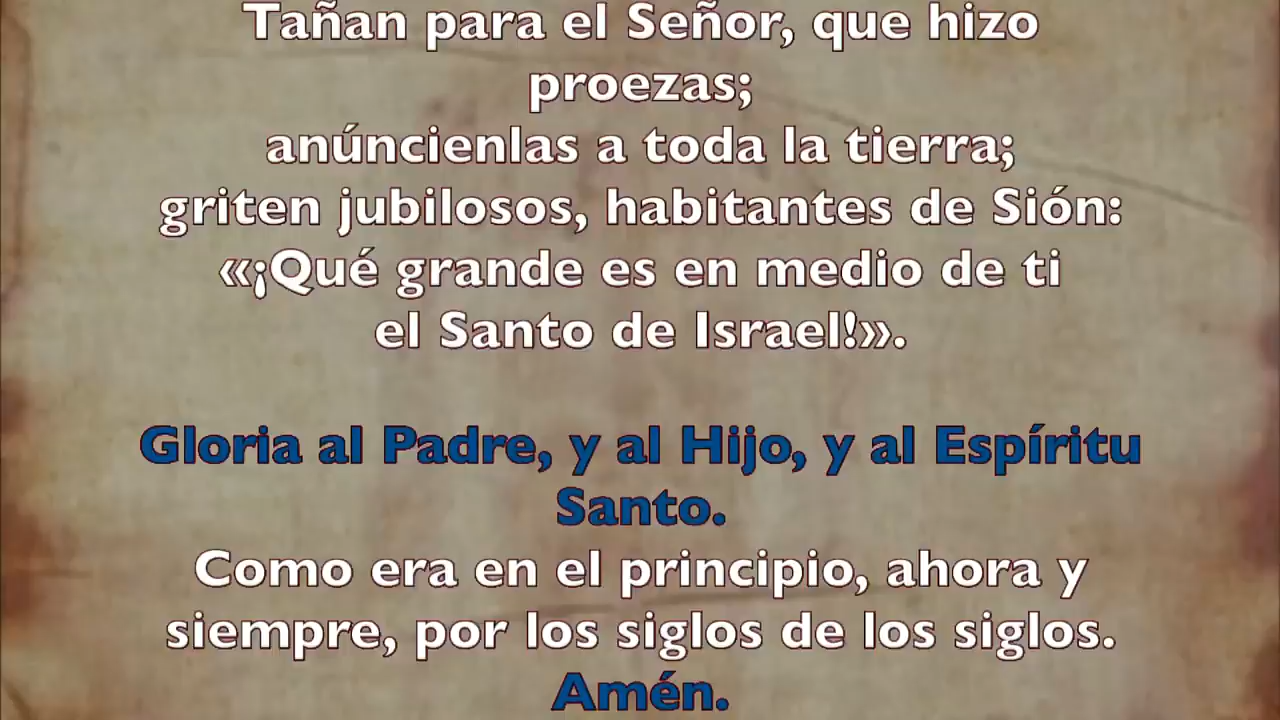 Tañan para el Señor, que hizo
proezas;
anúncienlas a toda la tierra;
griten jubilosos, habitantes de Sión:
«¡Qué grande es en medio de ti
el Santo de Israel!».
Gloria al Padre, y al Hijo, y al Espíritu
Santo.
Como era en el principio, ahora y
siempre, por los siglos de los siglos.
Amén.